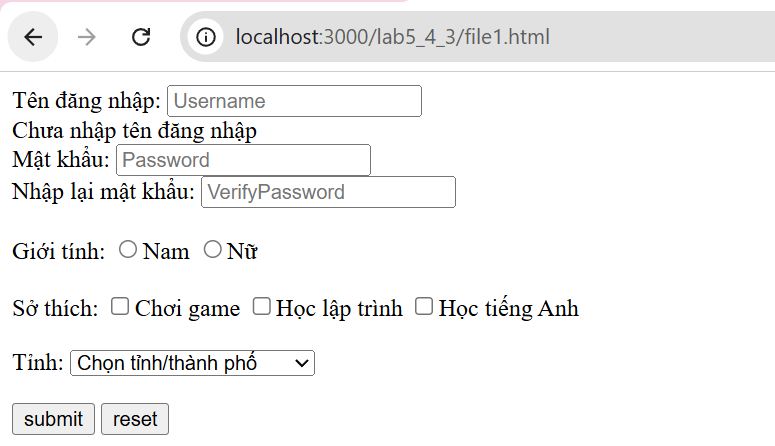 localhost:3000/lab5_4_3/file1.html
Tên đăng nhập: Username
Chưa nhập tên đăng nhập
Mật khẩu: Password
Nhập lại mật khẩu: VerifyPassword
Giới tính: Nam Nữ
Sở thích: Chơi game Học lập trình Học tiếng Anh
Tỉnh: Chọn tỉnh/thành phố
submit reset